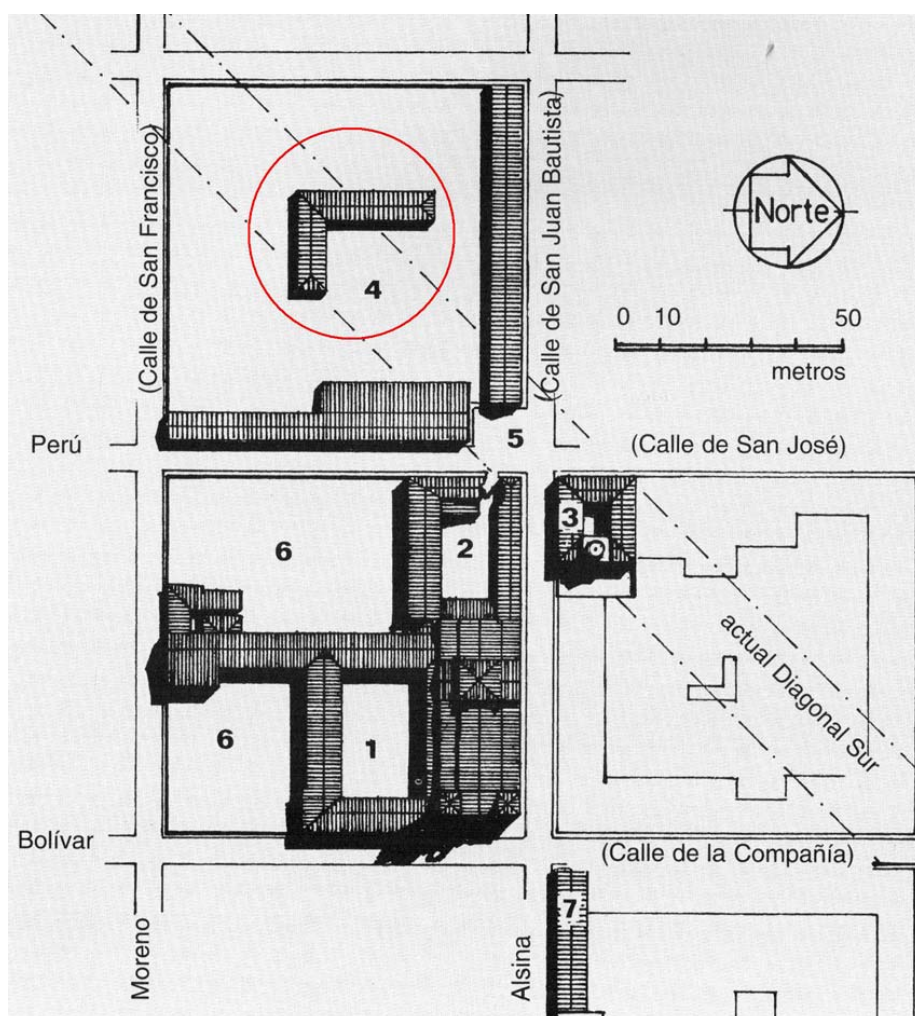 (Calle de San Francisco)
(Calle de San Juan Bautista)
Norte
0 10 50
metros
4
5
Perú
(Calle de San José)
3
6
2
actual Diagonal Sur
6
1
Bolívar
(Calle de la Compañía)
7
Moreno
Alsina